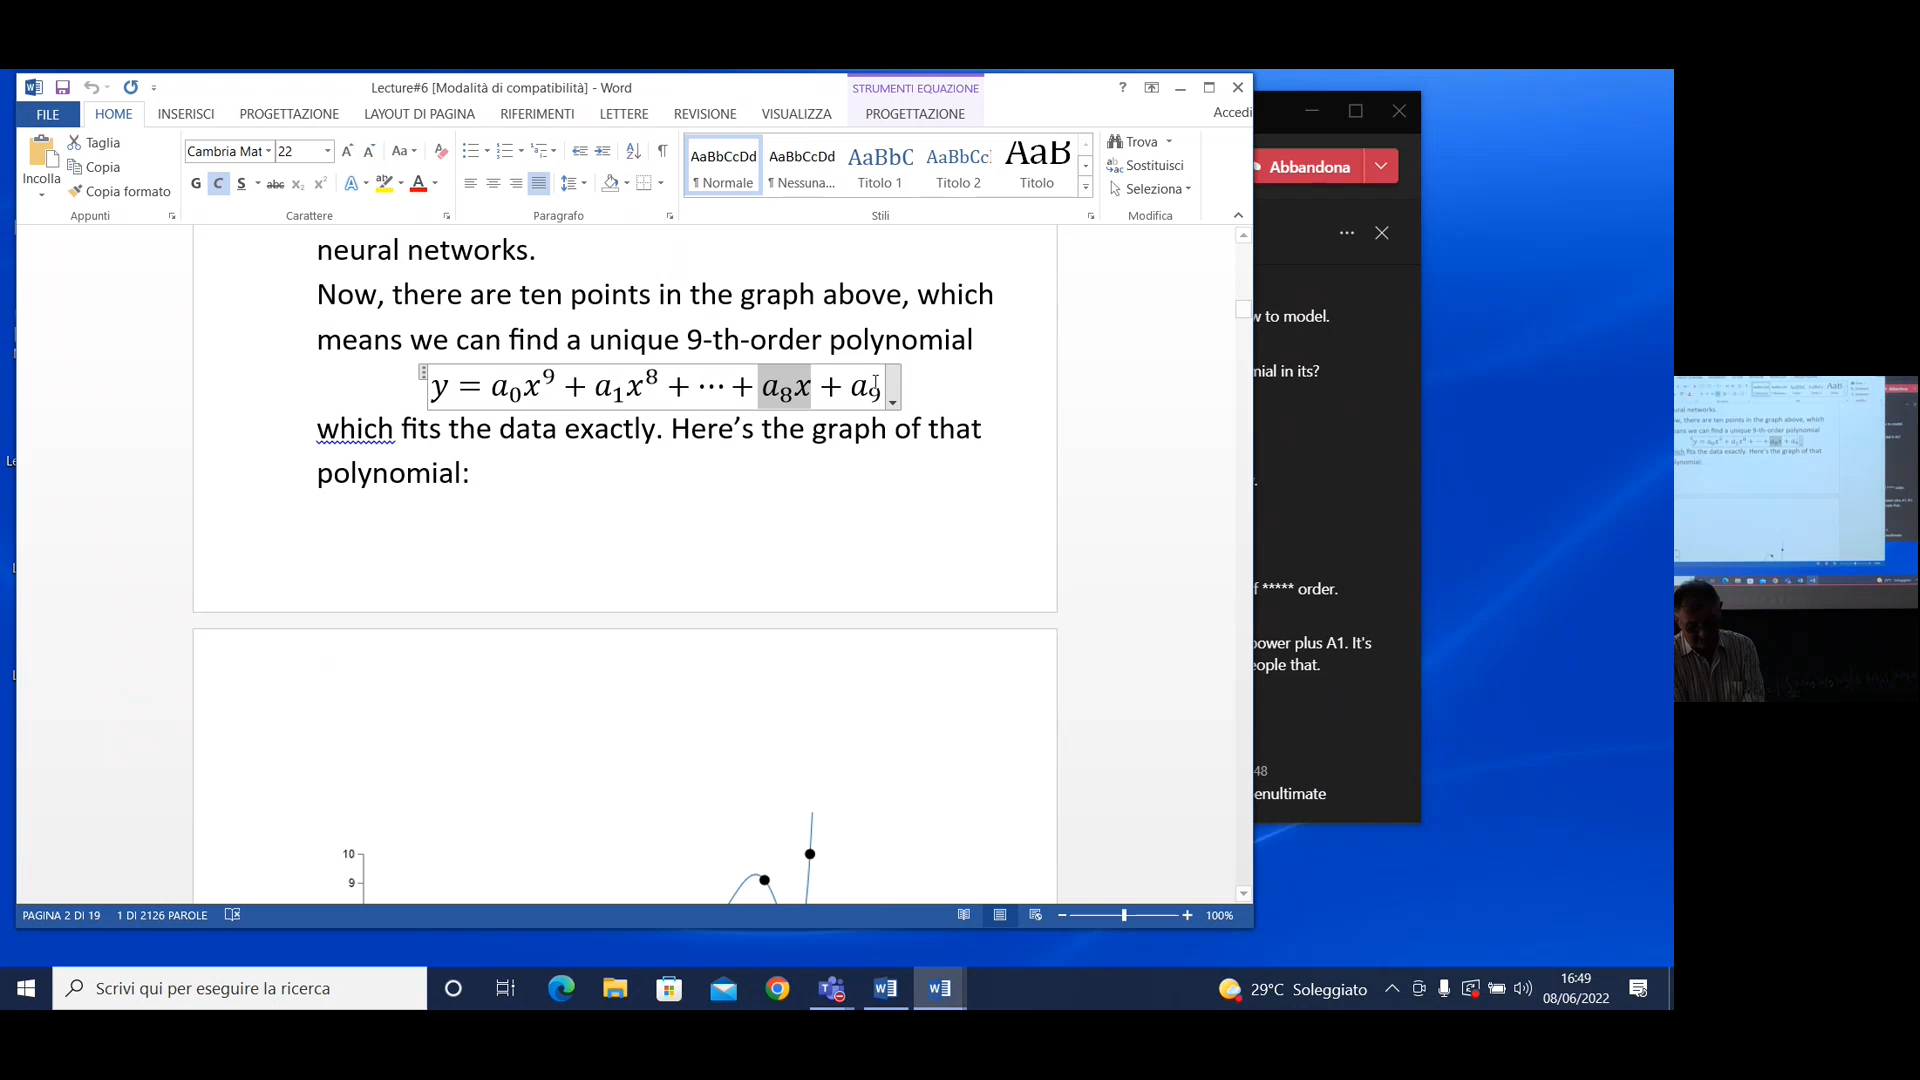 Lecture#6 [Modalità di compatibilità] - Word
STRUMENTI EQUAZIONE
?
FILE
HOME
INSERISCI
PROGETTAZIONE
LAYOUT DI PAGINA
RIFERIMENTI
LETTERE
REVISIONE
VISUALIZZA
PROGETTAZIONE
Accedi
Incolla
Taglia
Copia
Copia formato
Appunti
Cambria Mat
22
G C S abc x₂ x²
Carattere
Paragrafo
AaBbCcDd AaBbCcDd AaBbC AaBbCc AaB
¶ Normale ¶ Nessuna... Titolo 1 Titolo 2 Titolo
Stili
Trova
Sostituisci
Seleziona
Modifica
neural networks.
Now, there are ten points in the graph above, which
means we can find a unique 9-th-order polynomial
y = a₀x⁹ + a₁x⁸ + ⋯ + a₈x + a₉
which fits the data exactly. Here’s the graph of that
polynomial:
10
9
PAGINA 2 DI 19
1 DI 2126 PAROLE
100%
Abbandona
w to model.
nial in its?
f ***** order.
power plus A1. It's
eople that.
48
enultimate
Scrivi qui per eseguire la ricerca
29°C Soleggiato
16:49
08/06/2022